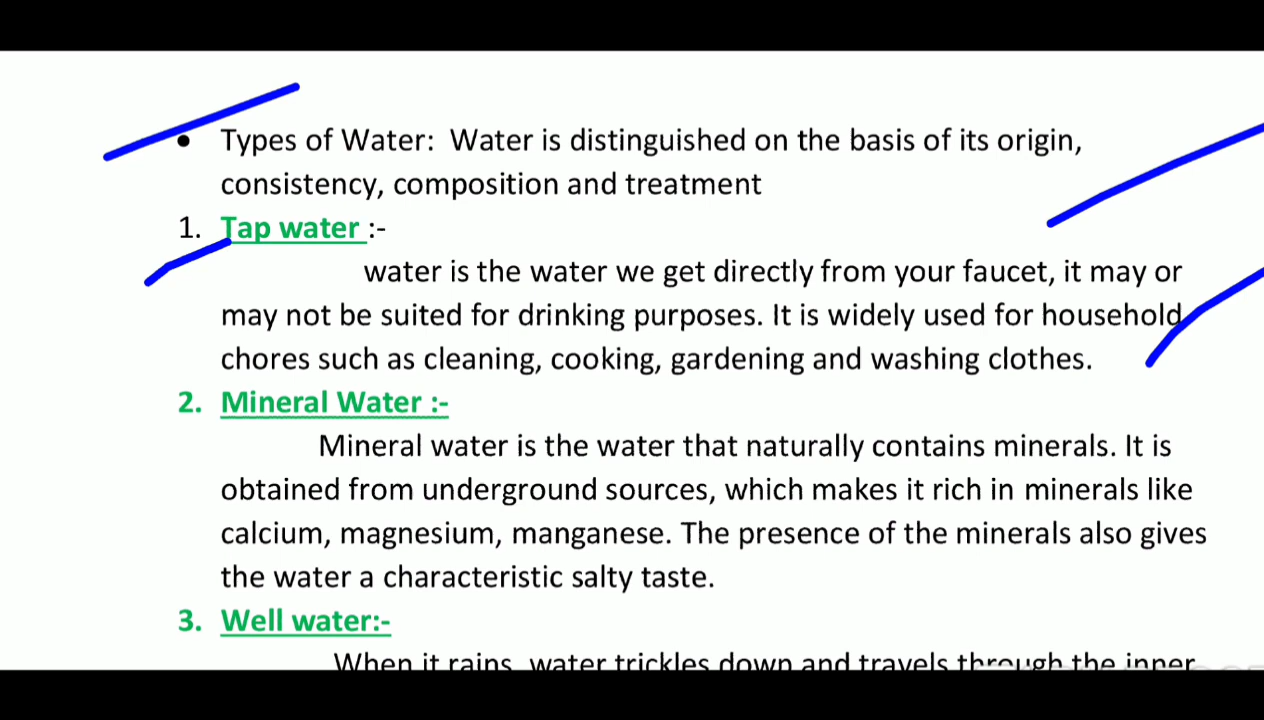 • Types of Water: Water is distinguished on the basis of its origin,
consistency, composition and treatment
1. Tap water :-
water is the water we get directly from your faucet, it may or
may not be suited for drinking purposes. It is widely used for household
chores such as cleaning, cooking, gardening and washing clothes.
2. Mineral Water :-
Mineral water is the water that naturally contains minerals. It is
obtained from underground sources, which makes it rich in minerals like
calcium, magnesium, manganese. The presence of the minerals also gives
the water a characteristic salty taste.
3. Well water:-
When it rains, water trickles down and travels through the inner